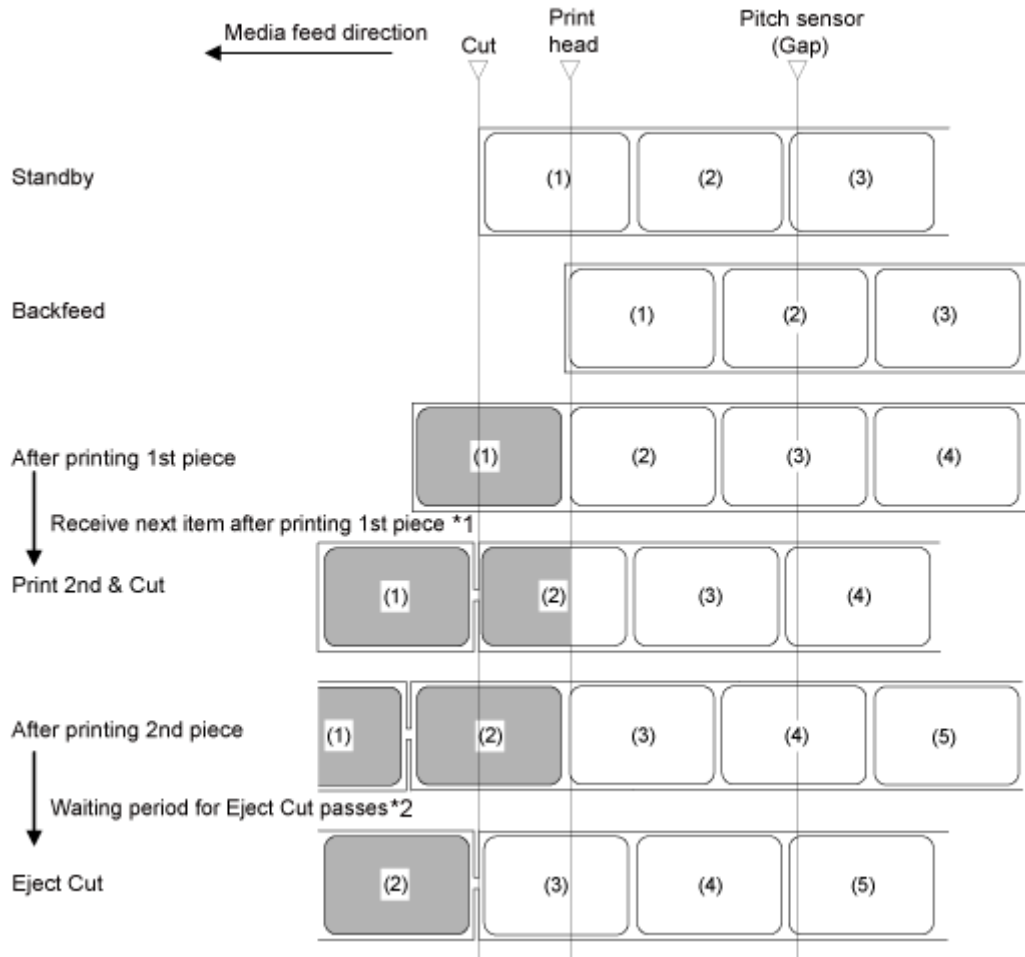 Media feed direction
Cut
Print
head
Pitch sensor
(Gap)
Standby
(1)
(2)
(3)
Backfeed
(1)
(2)
(3)
After printing 1st piece
(1)
(2)
(3)
(4)
Receive next item after printing 1st piece *1
Print 2nd & Cut
(1)
(2)
(3)
(4)
After printing 2nd piece
(1)
(2)
(3)
(4)
(5)
Waiting period for Eject Cut passes*2
Eject Cut
(2)
(3)
(4)
(5)